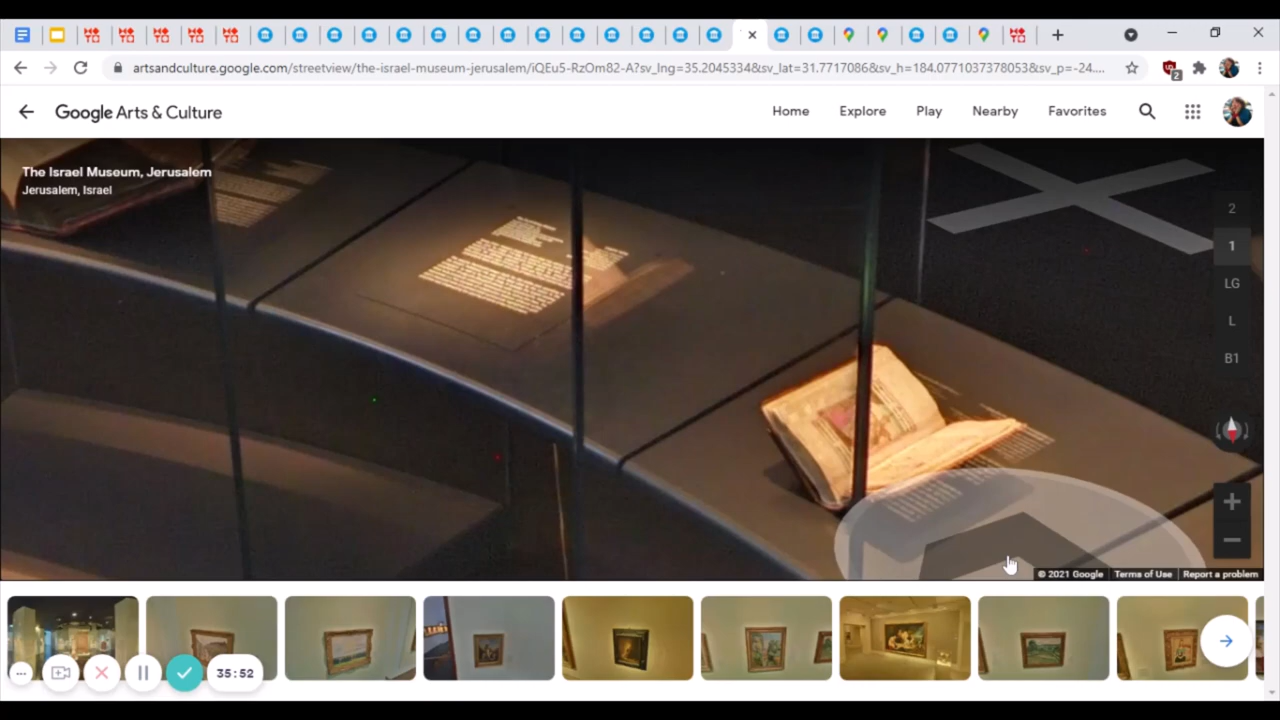 2
artsandculture.google.com/streetview/the-israel-museum-jerusalem/iQEu5-RzOm82-A?sv_lng=35.2045334&sv_lat=31.7717086&sv_h=184.0771037378053&sv_p=-24....
Google Arts & Culture
Home Explore Play Nearby Favorites
The Israel Museum, Jerusalem
Jerusalem, Israel
2
1
LG
L
B1
© 2021 Google Terms of Use Report a problem
35:52